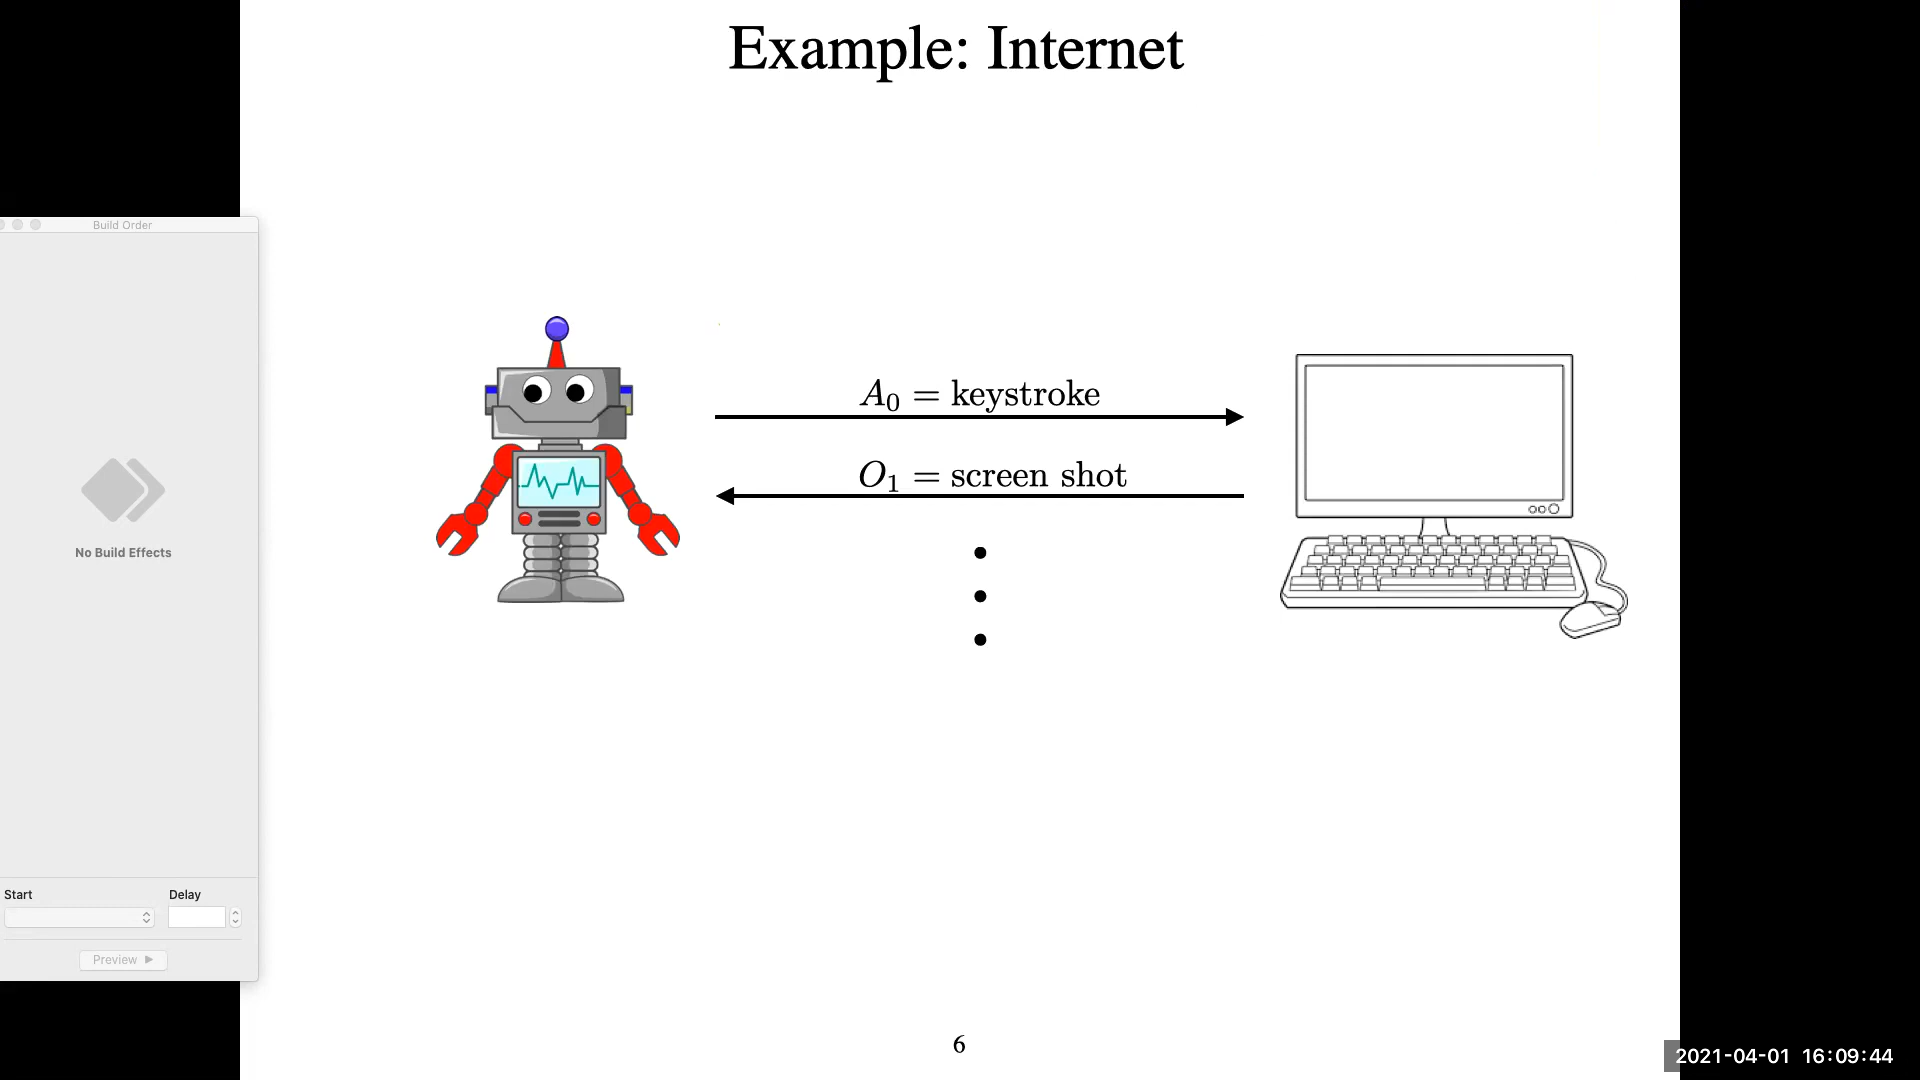 Example: Internet
Build Order
A₀ = keystroke
O₁ = screen shot
No Build Effects
Start Delay
Preview
6
2021-04-01 16:09:44